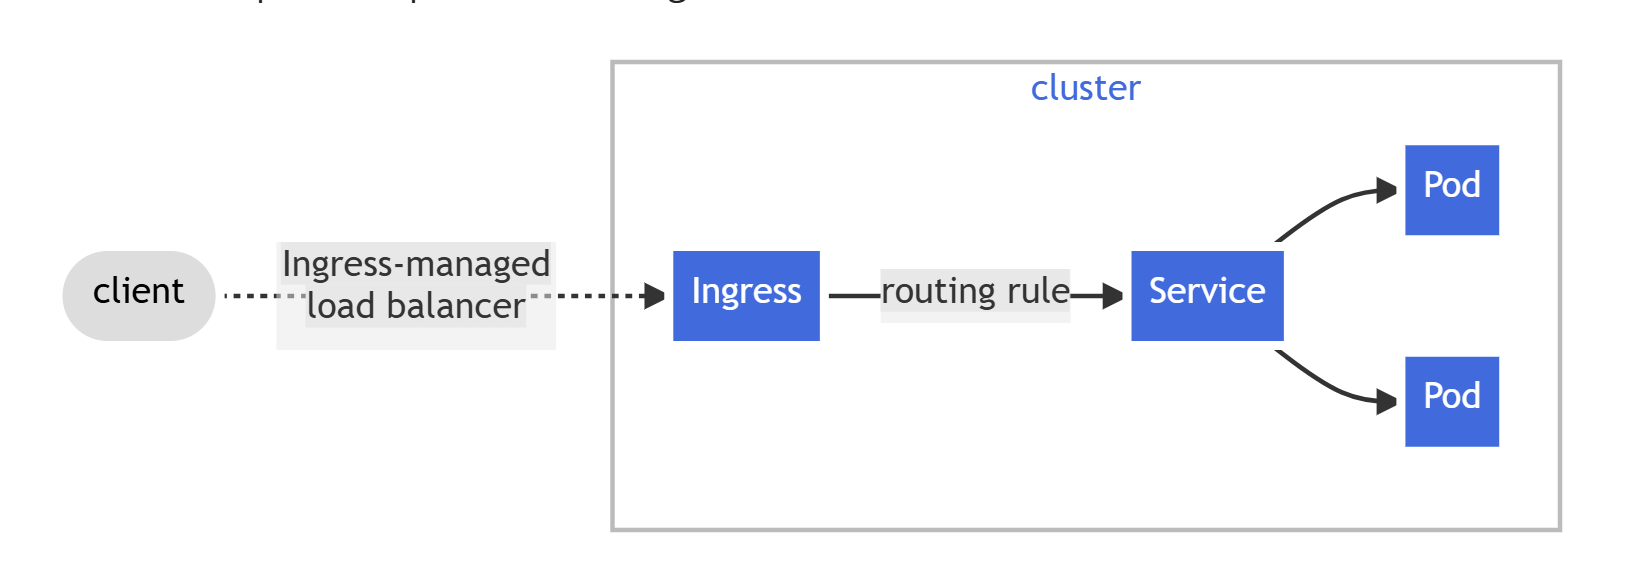 cluster
client
Ingress-managed
load balancer
Ingress
routing rule
Service
Pod
Pod